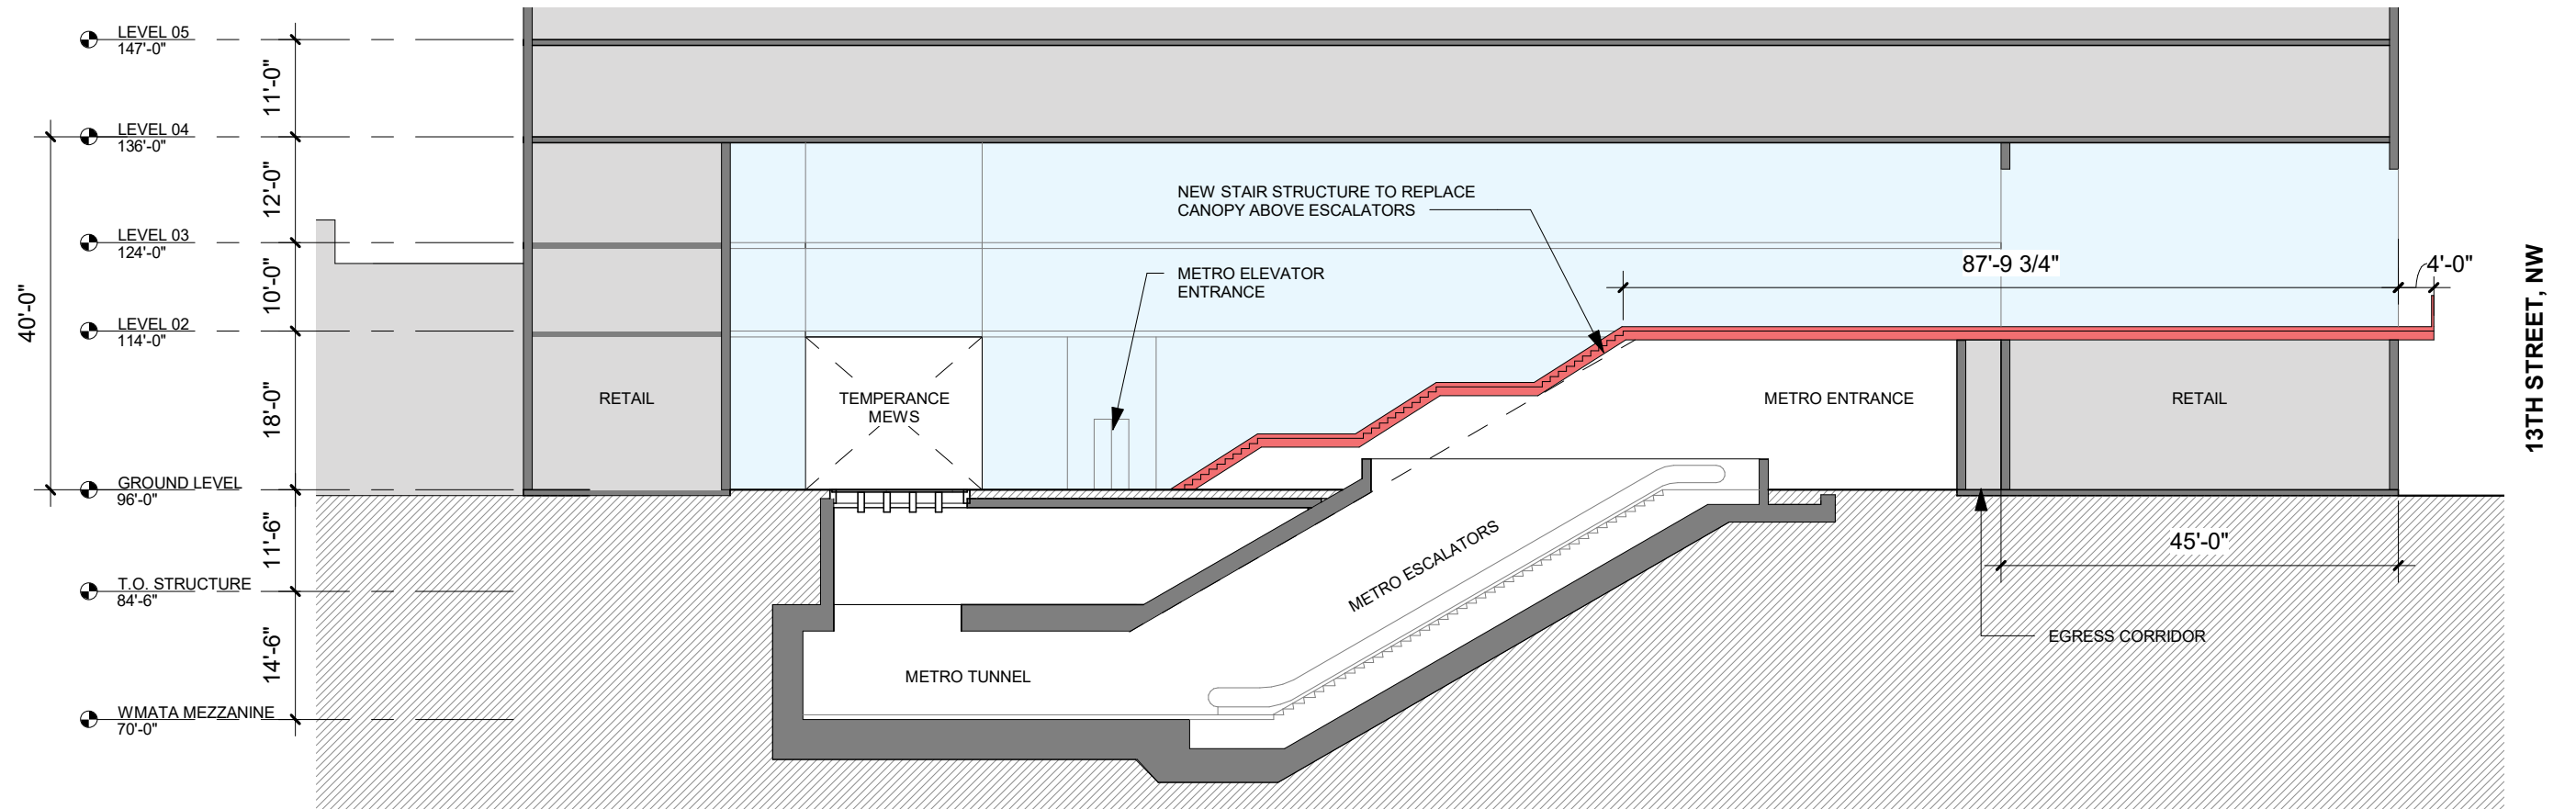 LEVEL 05
147'-0"
11'-0"
LEVEL 04
136'-0"
12'-0"
LEVEL 03
124'-0"
10'-0"
40'-0"
LEVEL 02
114'-0"
18'-0"
GROUND LEVEL
96'-0"
11'-6"
T.O. STRUCTURE
84'-6"
14'-6"
WMATA MEZZANINE
70'-0"
NEW STAIR STRUCTURE TO REPLACE
CANOPY ABOVE ESCALATORS
METRO ELEVATOR
ENTRANCE
87'-9 3/4"
4'-0"
13TH STREET, NW
RETAIL
TEMPERANCE
MEWS
METRO ENTRANCE
RETAIL
METRO ESCALATORS
45'-0"
EGRESS CORRIDOR
METRO TUNNEL